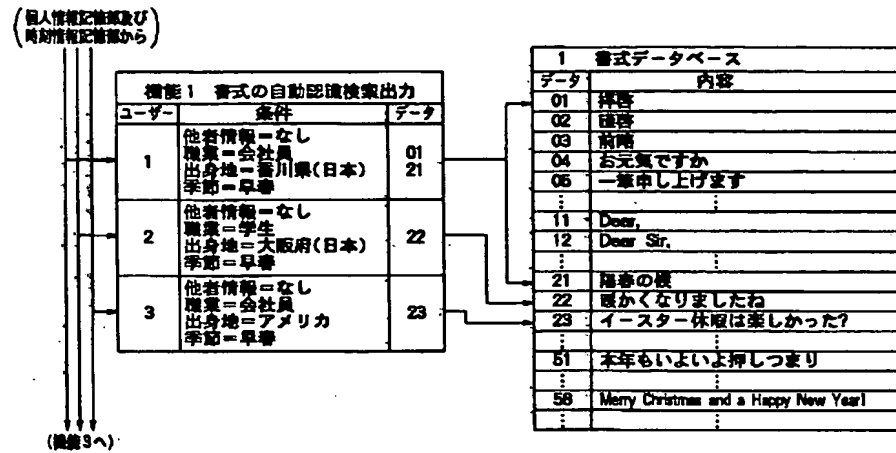 個人情報記憶部及び
時刻情報記憶部から
機能1 書式の自動認識検索出力
ユーザー 条件 データ
1
他者情報=なし
職業=会社員
出身地=香川県(日本)
季節=早春
01
21
2
他者情報=なし
職業=学生
出身地=大阪府(日本)
季節=早春
22
3
他者情報=なし
職業=会社員
出身地=アメリカ
季節=早春
23
(機能3へ)
1 書式データベース
データ 内容
01 拝啓
02 謹啓
03 前略
04 お元気ですか
05 一筆申し上げます
11 Dear,
12 Dear Sir,
21 陽春の候
22 暖かくなりましたね
23 イースター休暇は楽しかった?
51 本年もいよいよ押しつまり
58 Merry Christmas and a Happy New Year!